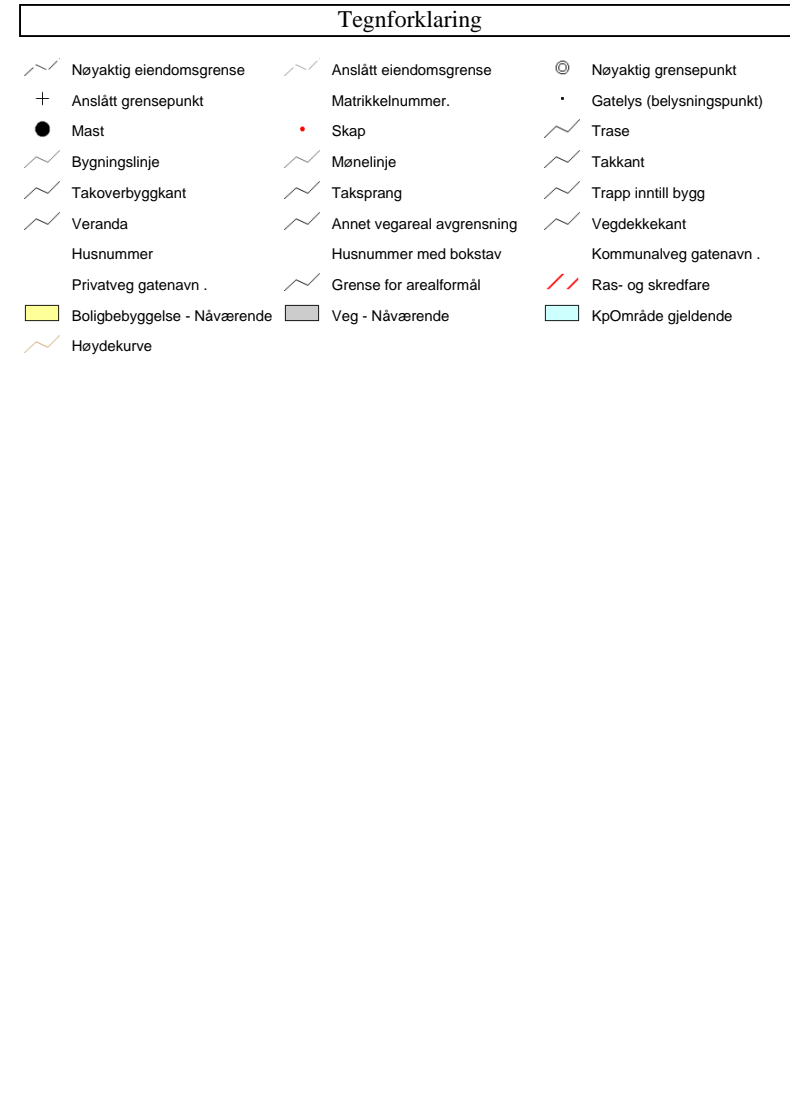 Tegnforklaring
Nøyaktig eiendomsgrense Anslått eiendomsgrense Nøyaktig grensepunkt
Anslått grensepunkt Matrikkelnummer. Gatelys (belysningspunkt)
Mast Skap Trase
Bygningslinje Mønelinje Takkant
Takoverbyggkant Taksprang Trapp inntill bygg
Veranda Annet vegareal avgrensning Vegdekkekant
Husnummer Husnummer med bokstav Kommunalveg gatenavn .
Privatveg gatenavn . Grense for arealformål Ras- og skredfare
Boligbebyggelse - Nåværende Veg - Nåværende KpOmråde gjeldende
Høydekurve